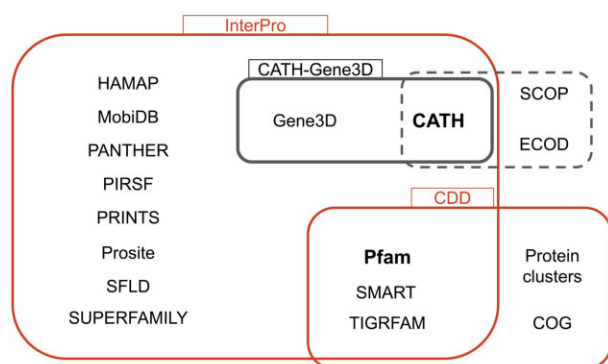 InterPro
CATH-Gene3D
HAMAP
MobiDB
PANTHER
PIRSF
PRINTS
Prosite
SFLD
SUPERFAMILY
Gene3D
CATH
SCOP
ECOD
CDD
Pfam
SMART
TIGRFAM
Protein
clusters
COG